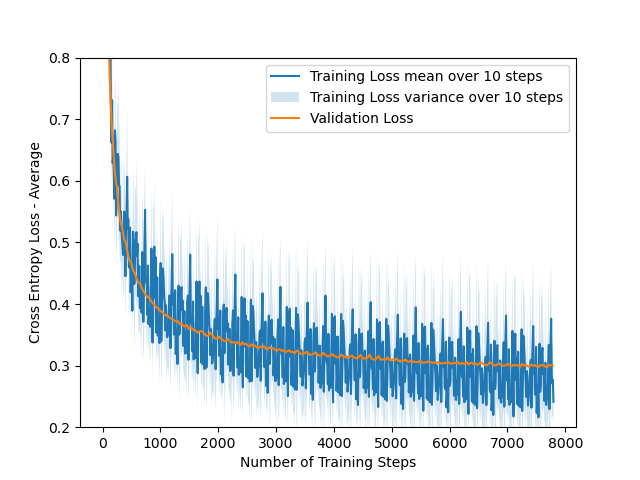 0.8
0.7
0.6
0.5
0.4
0.3
0.2
Cross Entropy Loss - Average
Training Loss mean over 10 steps
Training Loss variance over 10 steps
Validation Loss
0 1000 2000 3000 4000 5000 6000 7000 8000
Number of Training Steps